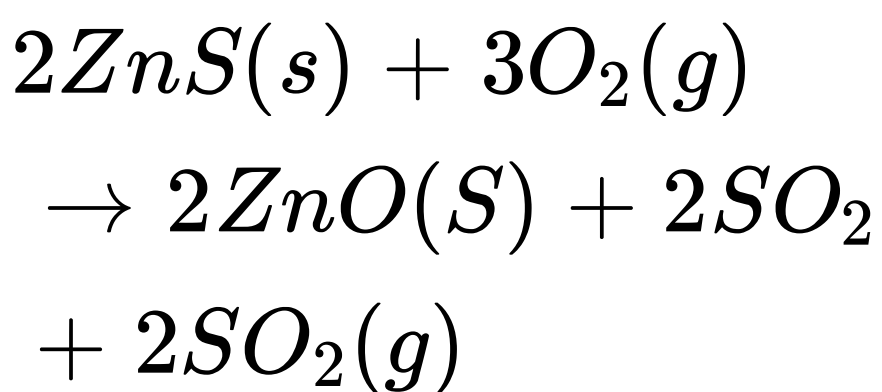 2ZnS(s) + 3O₂(g)
→ 2ZnO(S) + 2SO₂
+ 2SO₂(g)